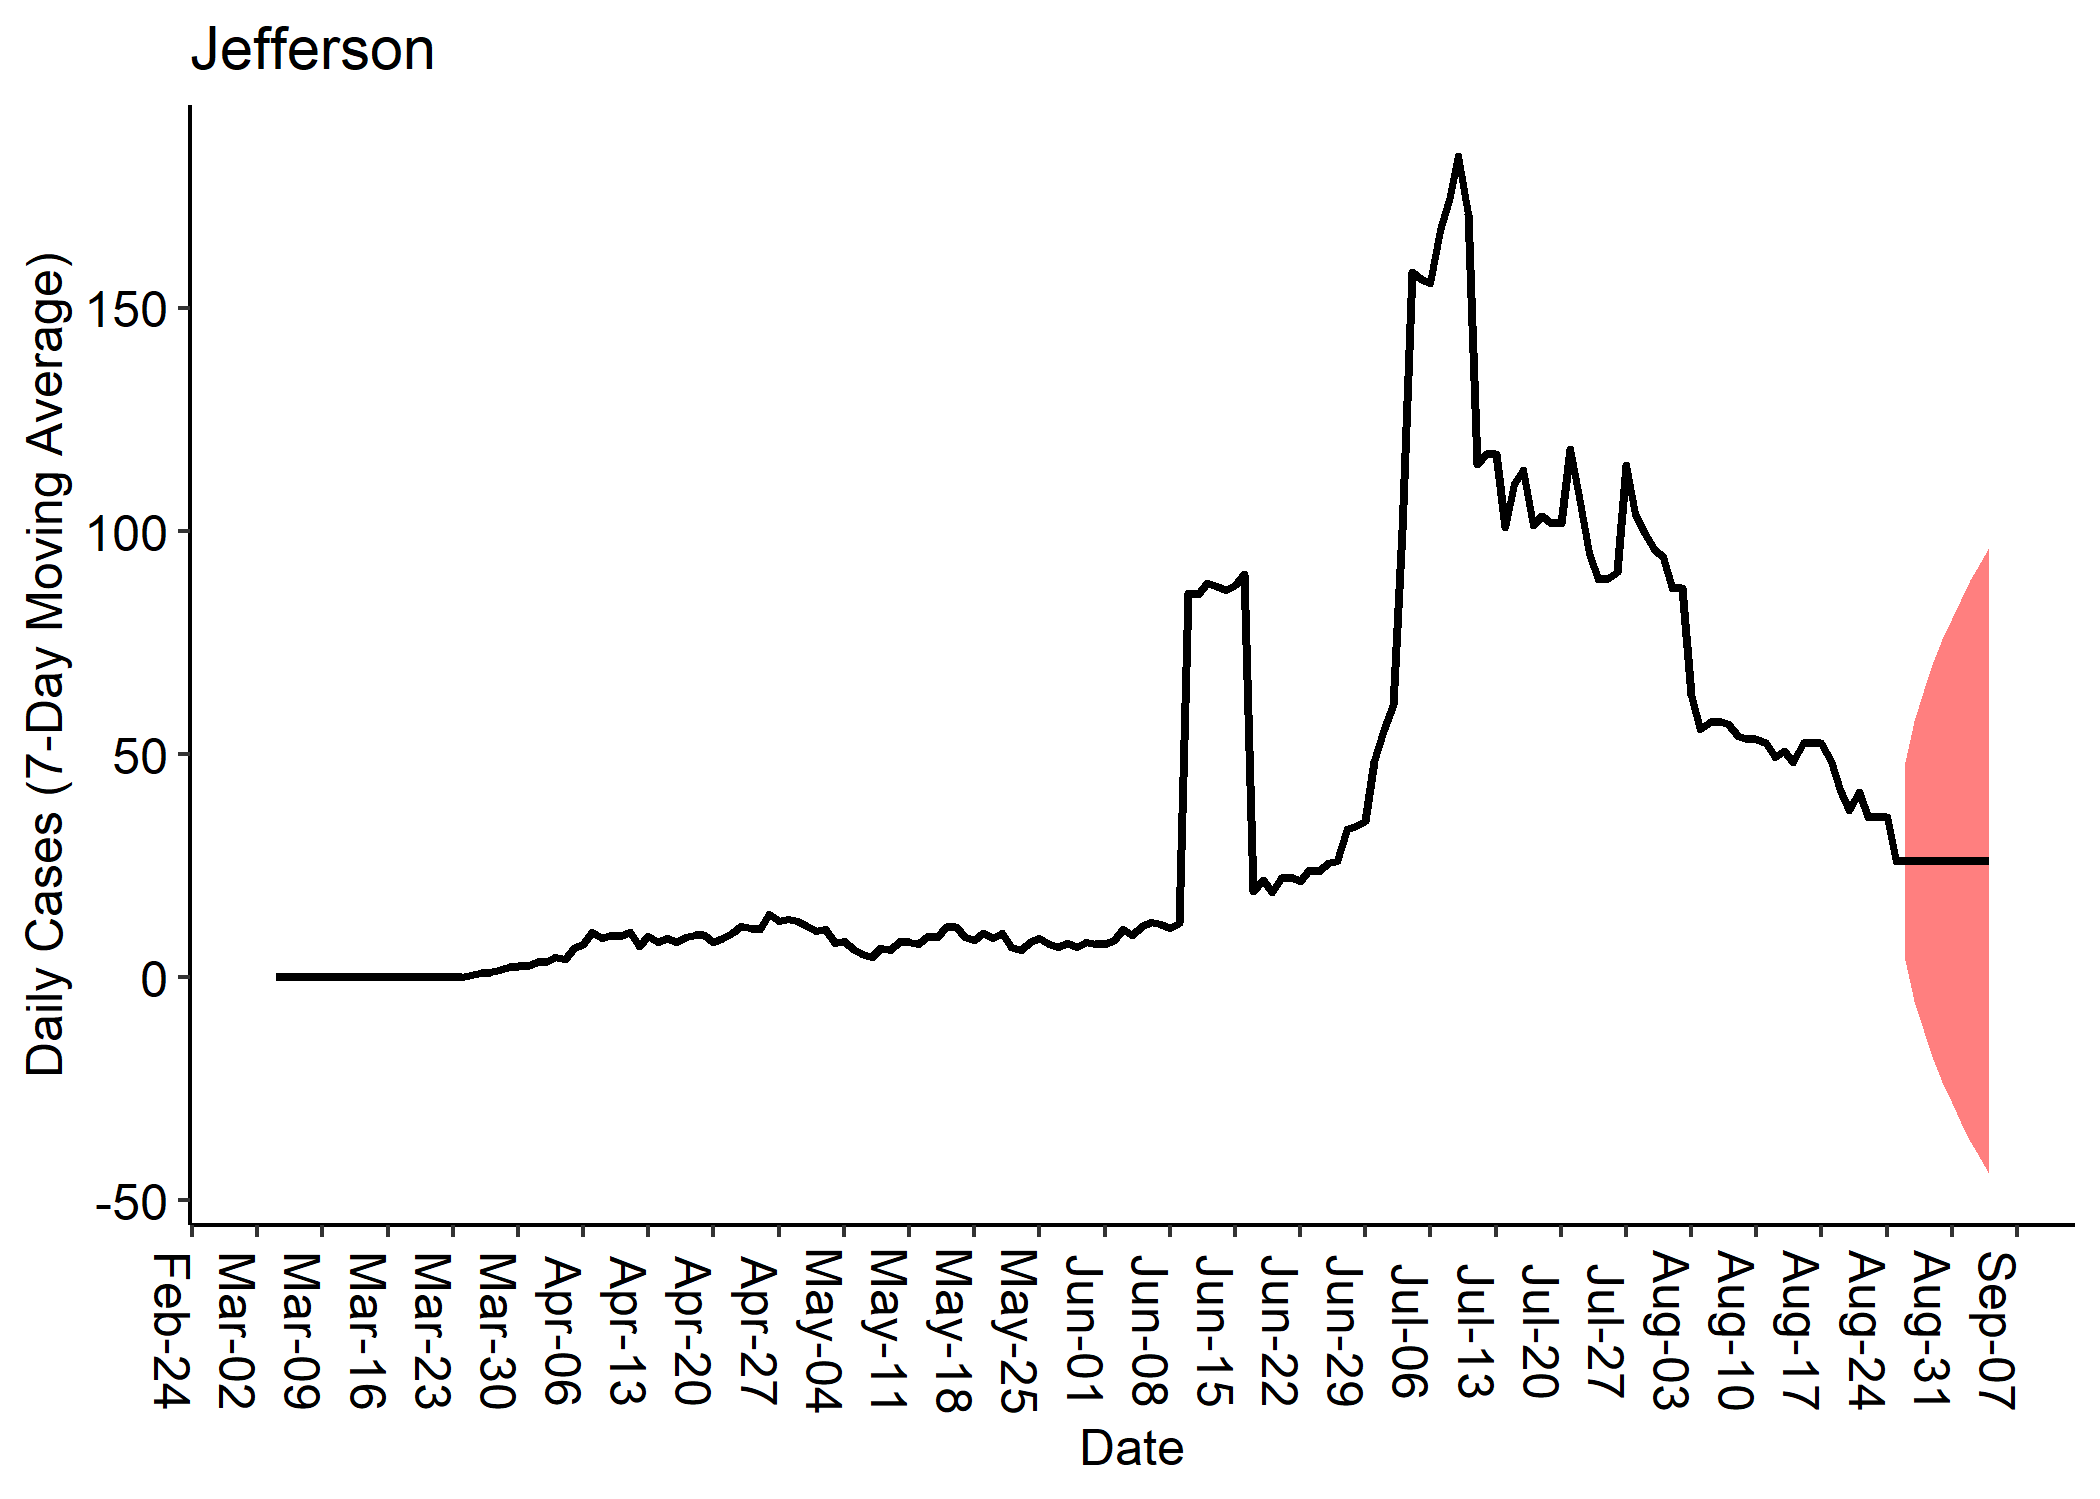 Jefferson
Daily Cases (7-Day Moving Average)
150
100
50
0
-50
Feb-24
Mar-02
Mar-09
Mar-16
Mar-23
Mar-30
Apr-06
Apr-13
Apr-20
Apr-27
May-04
May-11
May-18
May-25
Jun-01
Jun-08
Jun-15
Jun-22
Jun-29
Jul-06
Jul-13
Jul-20
Jul-27
Aug-03
Aug-10
Aug-17
Aug-24
Aug-31
Sep-07
Date